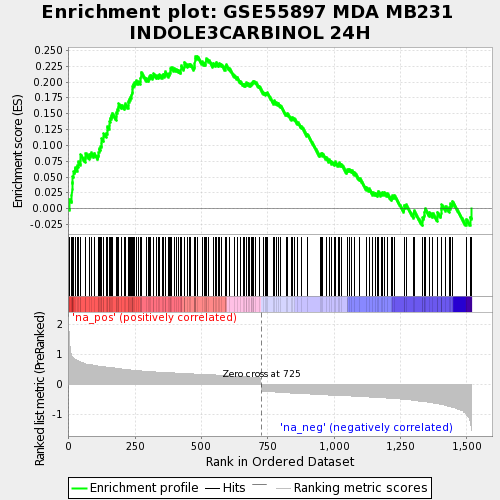 Enrichment plot: GSE55897 MDA MB231
INDOLE3CARBINOL 24H
Enrichment score (ES)
0.250
0.225
0.200
0.175
0.150
0.125
0.100
0.075
0.050
0.025
0.000
-0.025
'na_pos' (positively correlated)
Ranked list metric (PreRanked)
2
1
0
-1
Zero cross at 725
'na_neg' (negatively correlated)
0
250
500
750
1,000
1,250
1,500
Rank in Ordered Dataset
Enrichment profile
Hits
Ranking metric scores